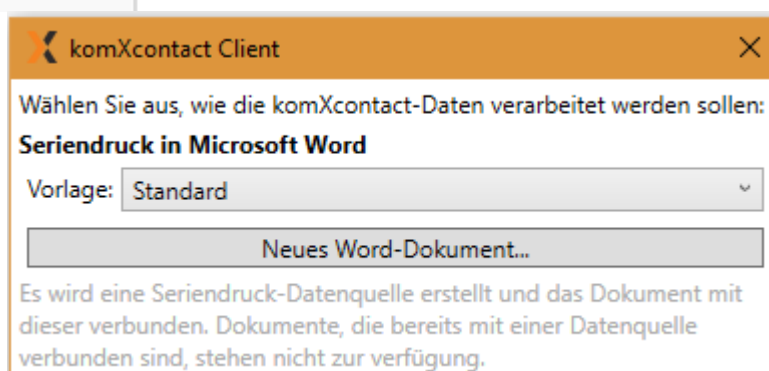 komXcontact Client
Wählen Sie aus, wie die komXcontact-Daten verarbeitet werden sollen:
Seriendruck in Microsoft Word
Vorlage: Standard
Neues Word-Dokument...
Es wird eine Seriendruck-Datenquelle erstellt und das Dokument mit
dieser verbunden. Dokumente, die bereits mit einer Datenquelle
verbunden sind, stehen nicht zur verfügung.